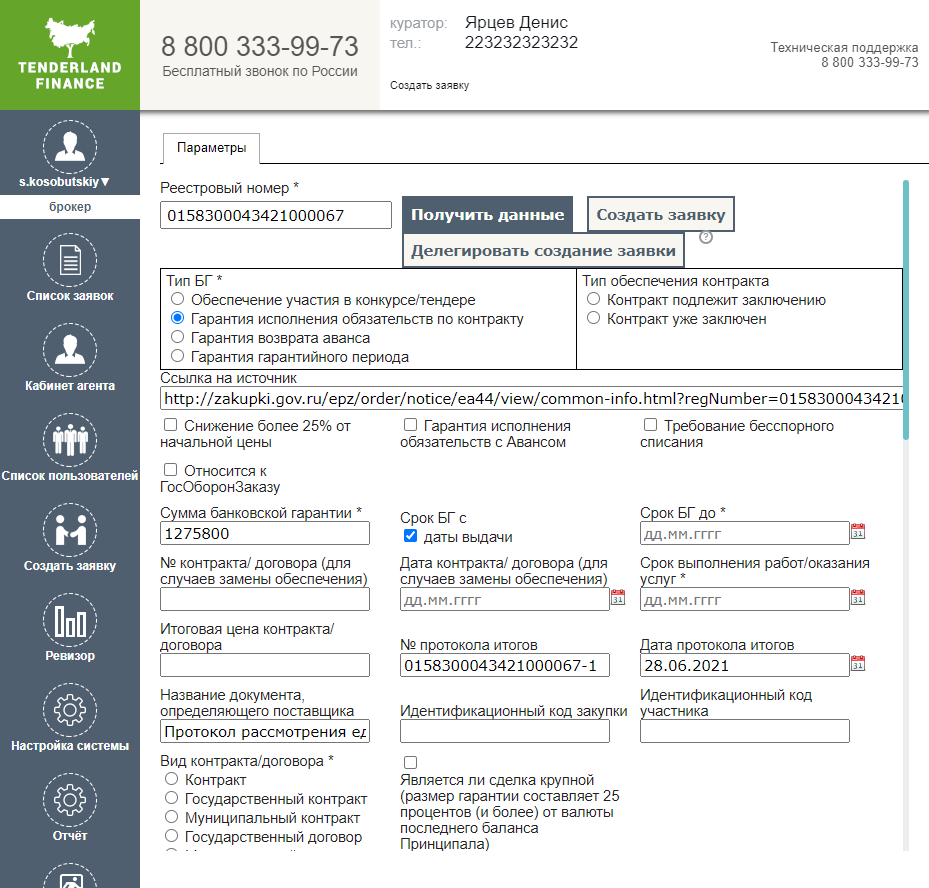 TENDERLAND
FINANCE
8 800 333-99-73
Бесплатный звонок по России
куратор: Ярцев Денис
тел.: 223232323232
Создать заявку
Техническая поддержка
8 800 333-99-73
s.kosobutskiy▼
брокер
Список заявок
Кабинет агента
Список пользователей
Создать заявку
Ревизор
Настройка системы
Отчёт
Параметры
Реестровый номер *
0158300043421000067
Получить данные
Создать заявку
Делегировать создание заявки
?
Тип БГ *
Обеспечение участия в конкурсе/тендере
Гарантия исполнения обязательств по контракту
Гарантия возврата аванса
Гарантия гарантийного периода
Тип обеспечения контракта
Контракт подлежит заключению
Контракт уже заключен
Ссылка на источник
http://zakupki.gov.ru/epz/order/notice/ea44/view/common-info.html?regNumber=01583000434210
Снижение более 25% от
начальной цены
Гарантия исполнения
обязательств с Авансом
Требование бесспорного
списания
Относится к
ГосОборонЗаказу
Сумма банковской гарантии *
1275800
Срок БГ с
даты выдачи
Срок БГ до *
дд.мм.гггг
31
№ контракта/ договора (для
случаев замены обеспечения)
Дата контракта/ договора (для
случаев замены обеспечения)
дд.мм.гггг
31
Срок выполнения работ/оказания
услуг *
дд.мм.гггг
31
Итоговая цена контракта/
договора
№ протокола итогов
0158300043421000067-1
Дата протокола итогов
28.06.2021
31
Название документа,
определяющего поставщика
Протокол рассмотрения ед
Идентификационный код закупки
Идентификационный код
участника
Вид контракта/договора *
Контракт
Государственный контракт
Муниципальный контракт
Государственный договор
Является ли сделка крупной
(размер гарантии составляет 25
процентов (и более) от валюты
последнего баланса
Принципала)